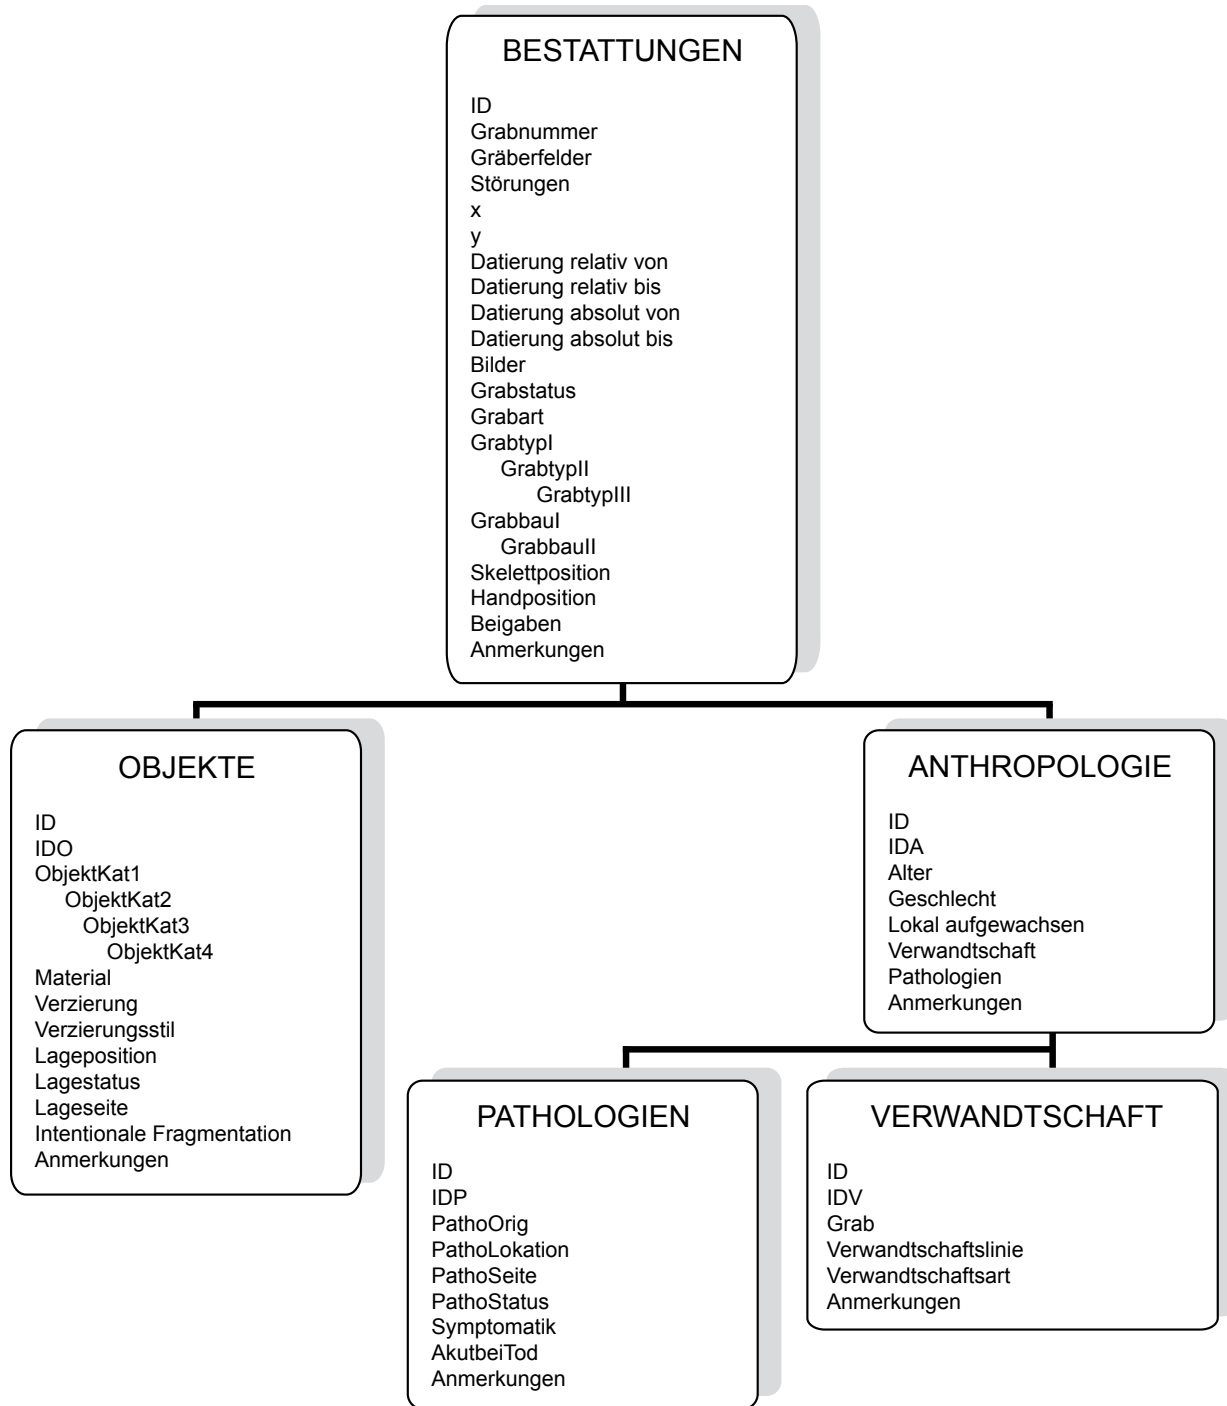 BESTATTUNGEN
ID
Grabnummer
Gräberfelder
Störungen
x
y
Datierung relativ von
Datierung relativ bis
Datierung absolut von
Datierung absolut bis
Bilder
Grabstatus
Grabart
GrabtypI
GrabtypII
GrabtypIII
GrabbauI
GrabbauII
Skelettposition
Handposition
Beigaben
Anmerkungen
OBJEKTE
ID
IDO
ObjektKat1
ObjektKat2
ObjektKat3
ObjektKat4
Material
Verzierung
Verzierungsstil
Lageposition
Lagestatus
Lageseite
Intentionale Fragmentation
Anmerkungen
ANTHROPOLOGIE
ID
IDA
Alter
Geschlecht
Lokal aufgewachsen
Verwandtschaft
Pathologien
Anmerkungen
PATHOLOGIEN
ID
IDP
PathoOrig
PathoLokation
PathoSeite
PathoStatus
Symptomatik
AkutbeiTod
Anmerkungen
VERWANDTSCHAFT
ID
IDV
Grab
Verwandtschaftslinie
Verwandtschaftsart
Anmerkungen